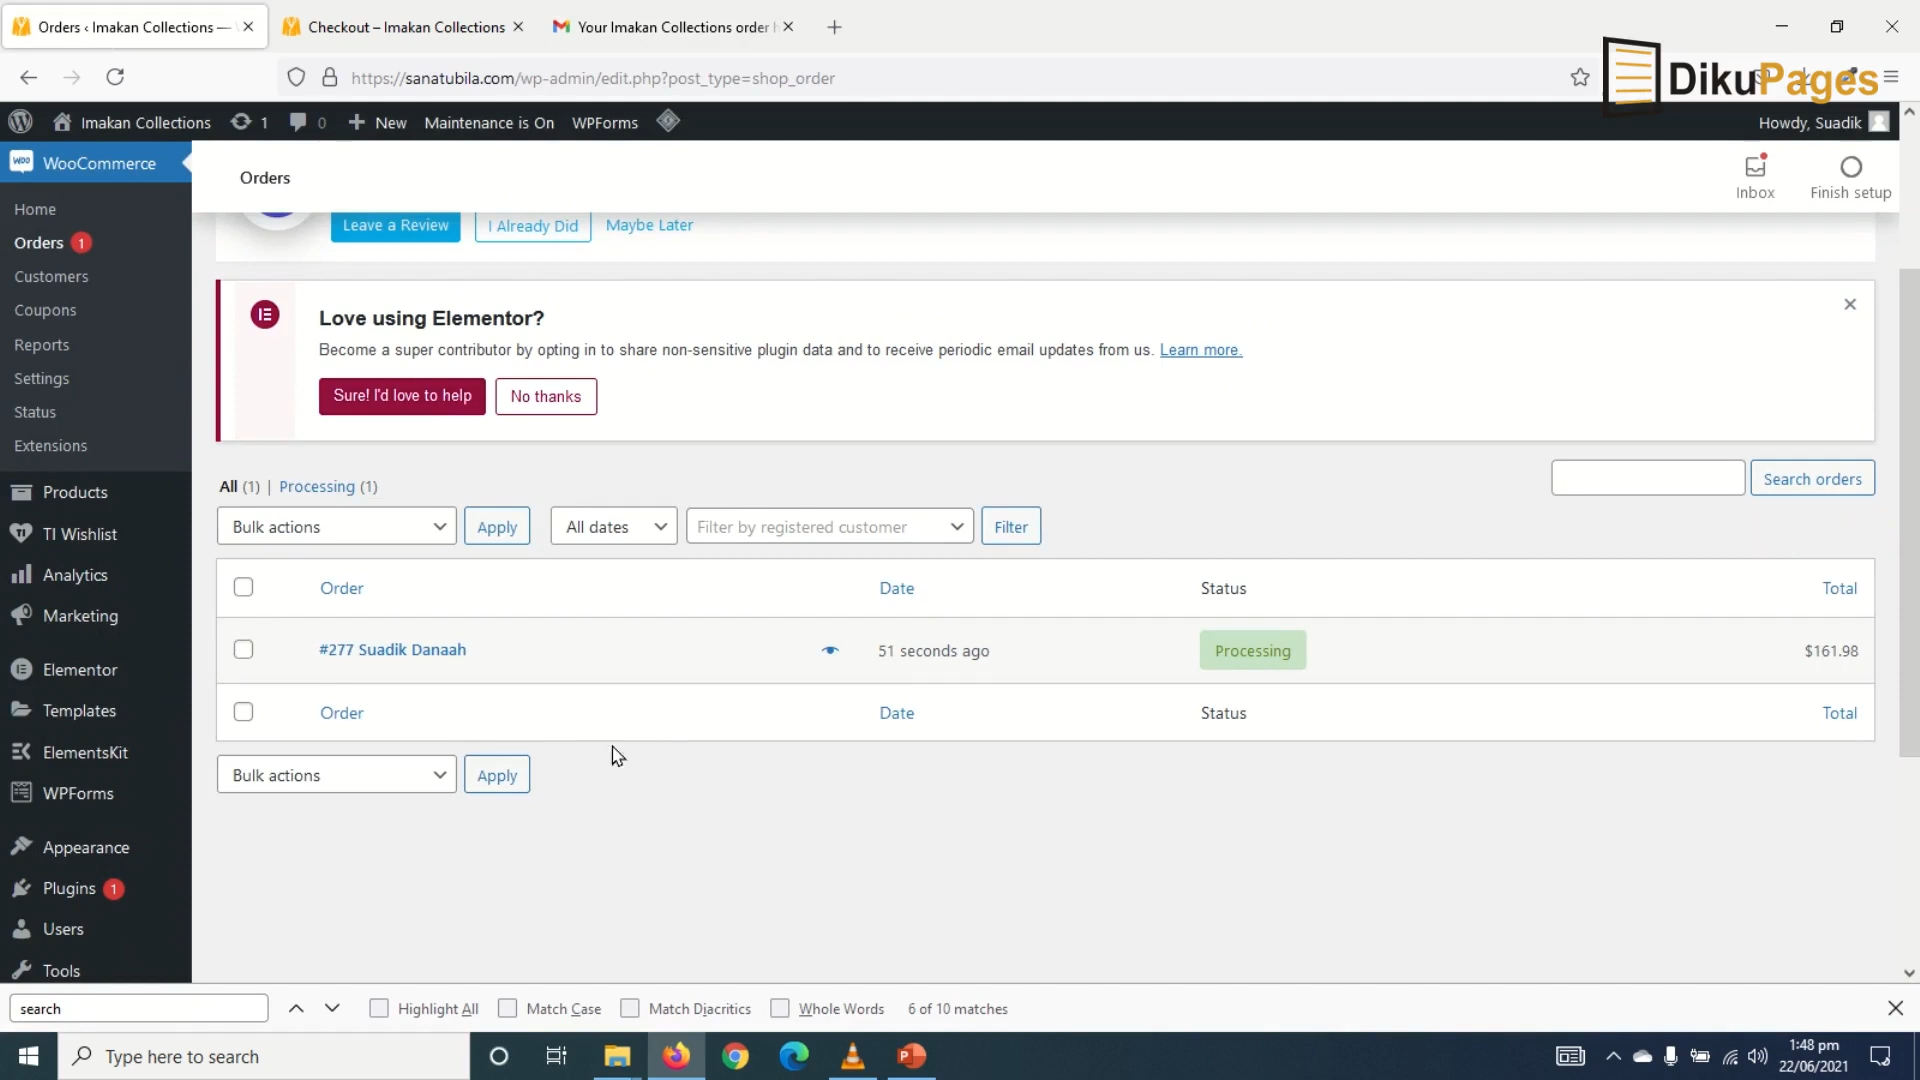 Orders ‹ Imakan Collections —
Checkout – Imakan Collections
Your Imakan Collections order
https://sanatubila.com/wp-admin/edit.php?post_type=shop_order
DikuPages
Imakan Collections
1
0
New
Maintenance is On
WPForms
Howdy, Suadik
WooCommerce
Orders
Inbox
Finish setup
Home
Orders 1
Customers
Coupons
Reports
Settings
Status
Extensions
Products
TI Wishlist
Analytics
Marketing
Elementor
Templates
ElementsKit
WPForms
Appearance
Plugins 1
Users
Tools
Leave a Review
I Already Did
Maybe Later
Love using Elementor?
Become a super contributor by opting in to share non-sensitive plugin data and to receive periodic email updates from us. Learn more.
Sure! I'd love to help
No thanks
All (1) | Processing (1)
Search orders
Bulk actions
Apply
All dates
Filter by registered customer
Filter
Order
Date
Status
Total
#277 Suadik Danaah
51 seconds ago
Processing
$161.98
Order
Date
Status
Total
Bulk actions
Apply
search
Highlight All
Match Case
Match Diacritics
Whole Words
6 of 10 matches
Type here to search
1:48 pm
22/06/2021